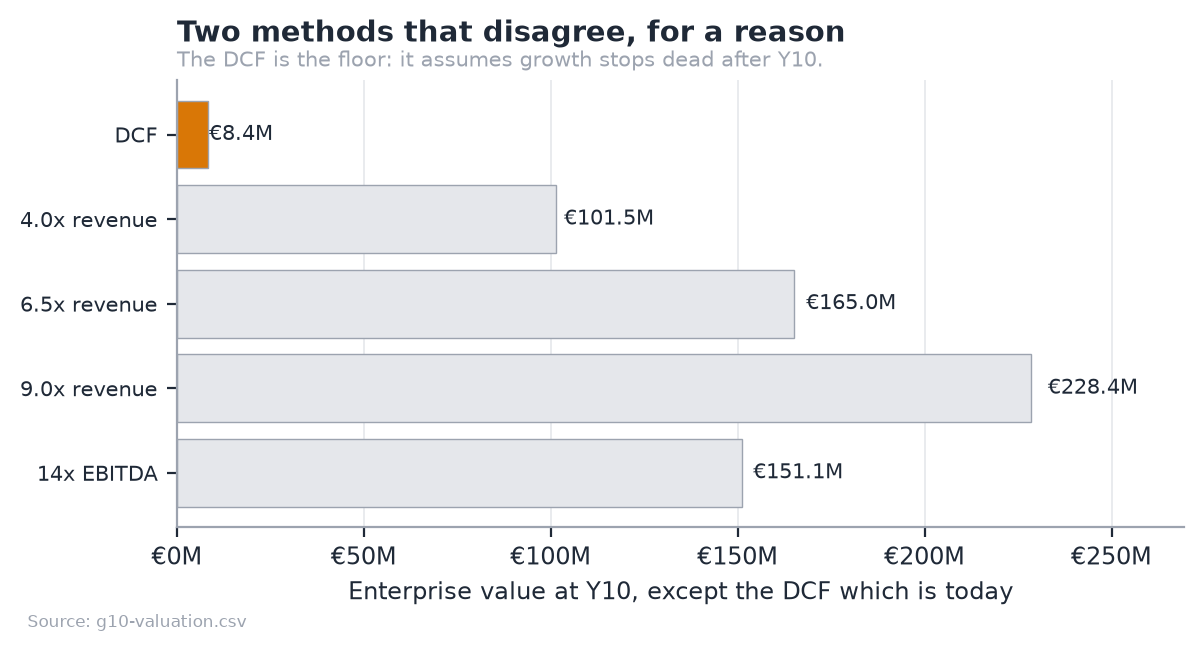 Two methods that disagree, for a reason
The DCF is the floor: it assumes growth stops dead after Y10.
DCF
€8.4M
4.0x revenue
€101.5M
6.5x revenue
€165.0M
9.0x revenue
€228.4M
14x EBITDA
€151.1M
€0M €50M €100M €150M €200M €250M
Enterprise value at Y10, except the DCF which is today
Source: g10-valuation.csv